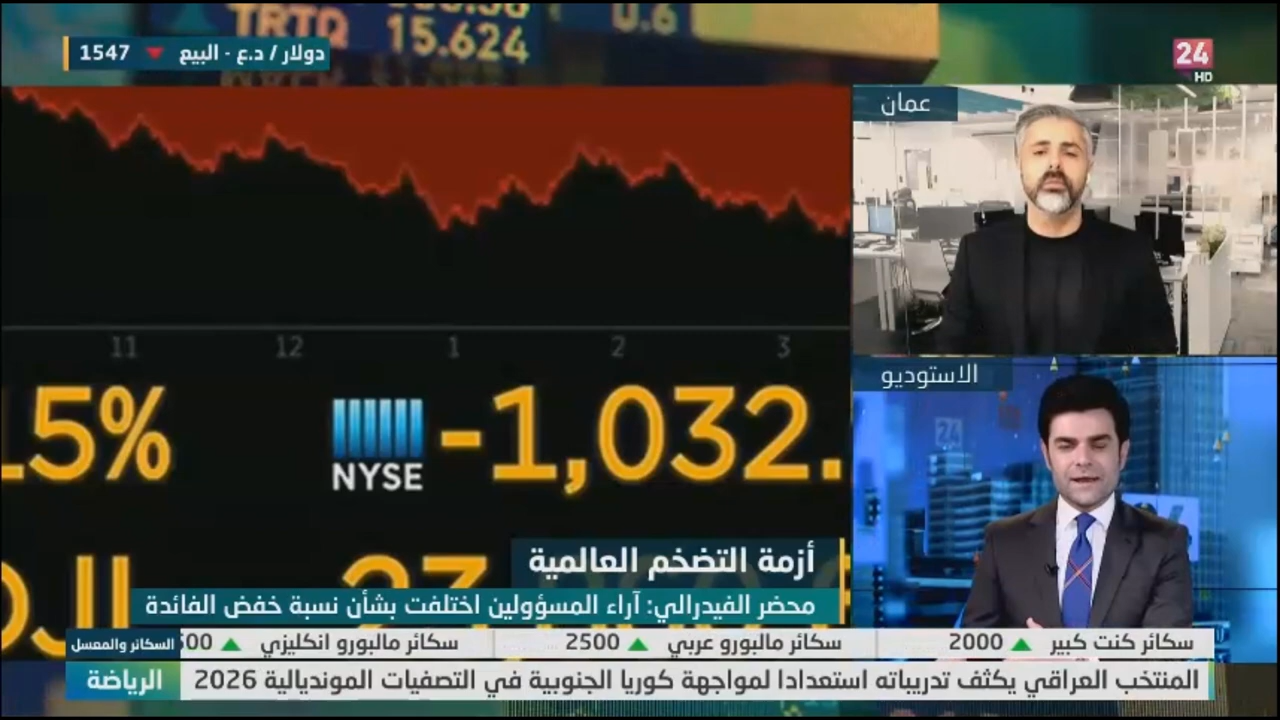 TRTQ
15.624
0.6
دولار / د.ع - البيع 1547
24
HD
عمان
11 12 1 2 3
15%
NYSE
-1,032.
الاستوديو
24
أزمة التضخم العالمية
محضر الفيدرالي: آراء المسؤولين اختلفت بشأن نسبة خفض الفائدة
سكائر كنت كبير 2000 سكائر مالبورو عربي 2500 سكائر مالبورو انكليزي السكائر والمعسل
المنتخب العراقي يكثف تدريباته استعدادا لمواجهة كوريا الجنوبية في التصفيات المونديالية 2026 الرياضة